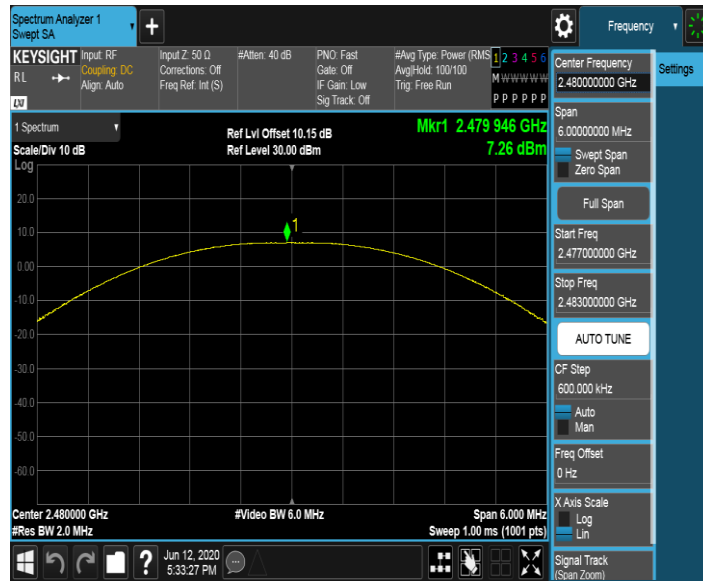 Spectrum Analyzer 1
Swept SA
+
Frequency
KEYSIGHT
RL
LXI
Input: RF
Coupling: DC
Align: Auto
Input Z: 50 Ω
Corrections: Off
Freq Ref: Int (S)
#Atten: 40 dB
PNO: Fast
Gate: Off
IF Gain: Low
Sig Track: Off
#Avg Type: Power (RMS
Avg|Hold: 100/100
Trig: Free Run
1 2 3 4 5 6
M W W W W W
P P P P P P
1 Spectrum
Scale/Div 10 dB
Log
Ref Lvl Offset 10.15 dB
Ref Level 30.00 dBm
Mkr1 2.479 946 GHz
7.26 dBm
1
20.0
10.0
0.00
-10.0
-20.0
-30.0
-40.0
-50.0
-60.0
Center 2.480000 GHz
#Res BW 2.0 MHz
#Video BW 6.0 MHz
Span 6.000 MHz
Sweep 1.00 ms (1001 pts)
?
Jun 12, 2020
5:33:27 PM
Center Frequency
2.480000000 GHz
Settings
Span
6.00000000 MHz
Swept Span
Zero Span
Full Span
Start Freq
2.477000000 GHz
Stop Freq
2.483000000 GHz
AUTO TUNE
CF Step
600.000 kHz
Auto
Man
Freq Offset
0 Hz
X Axis Scale
Log
Lin
Signal Track
(Span Zoom)